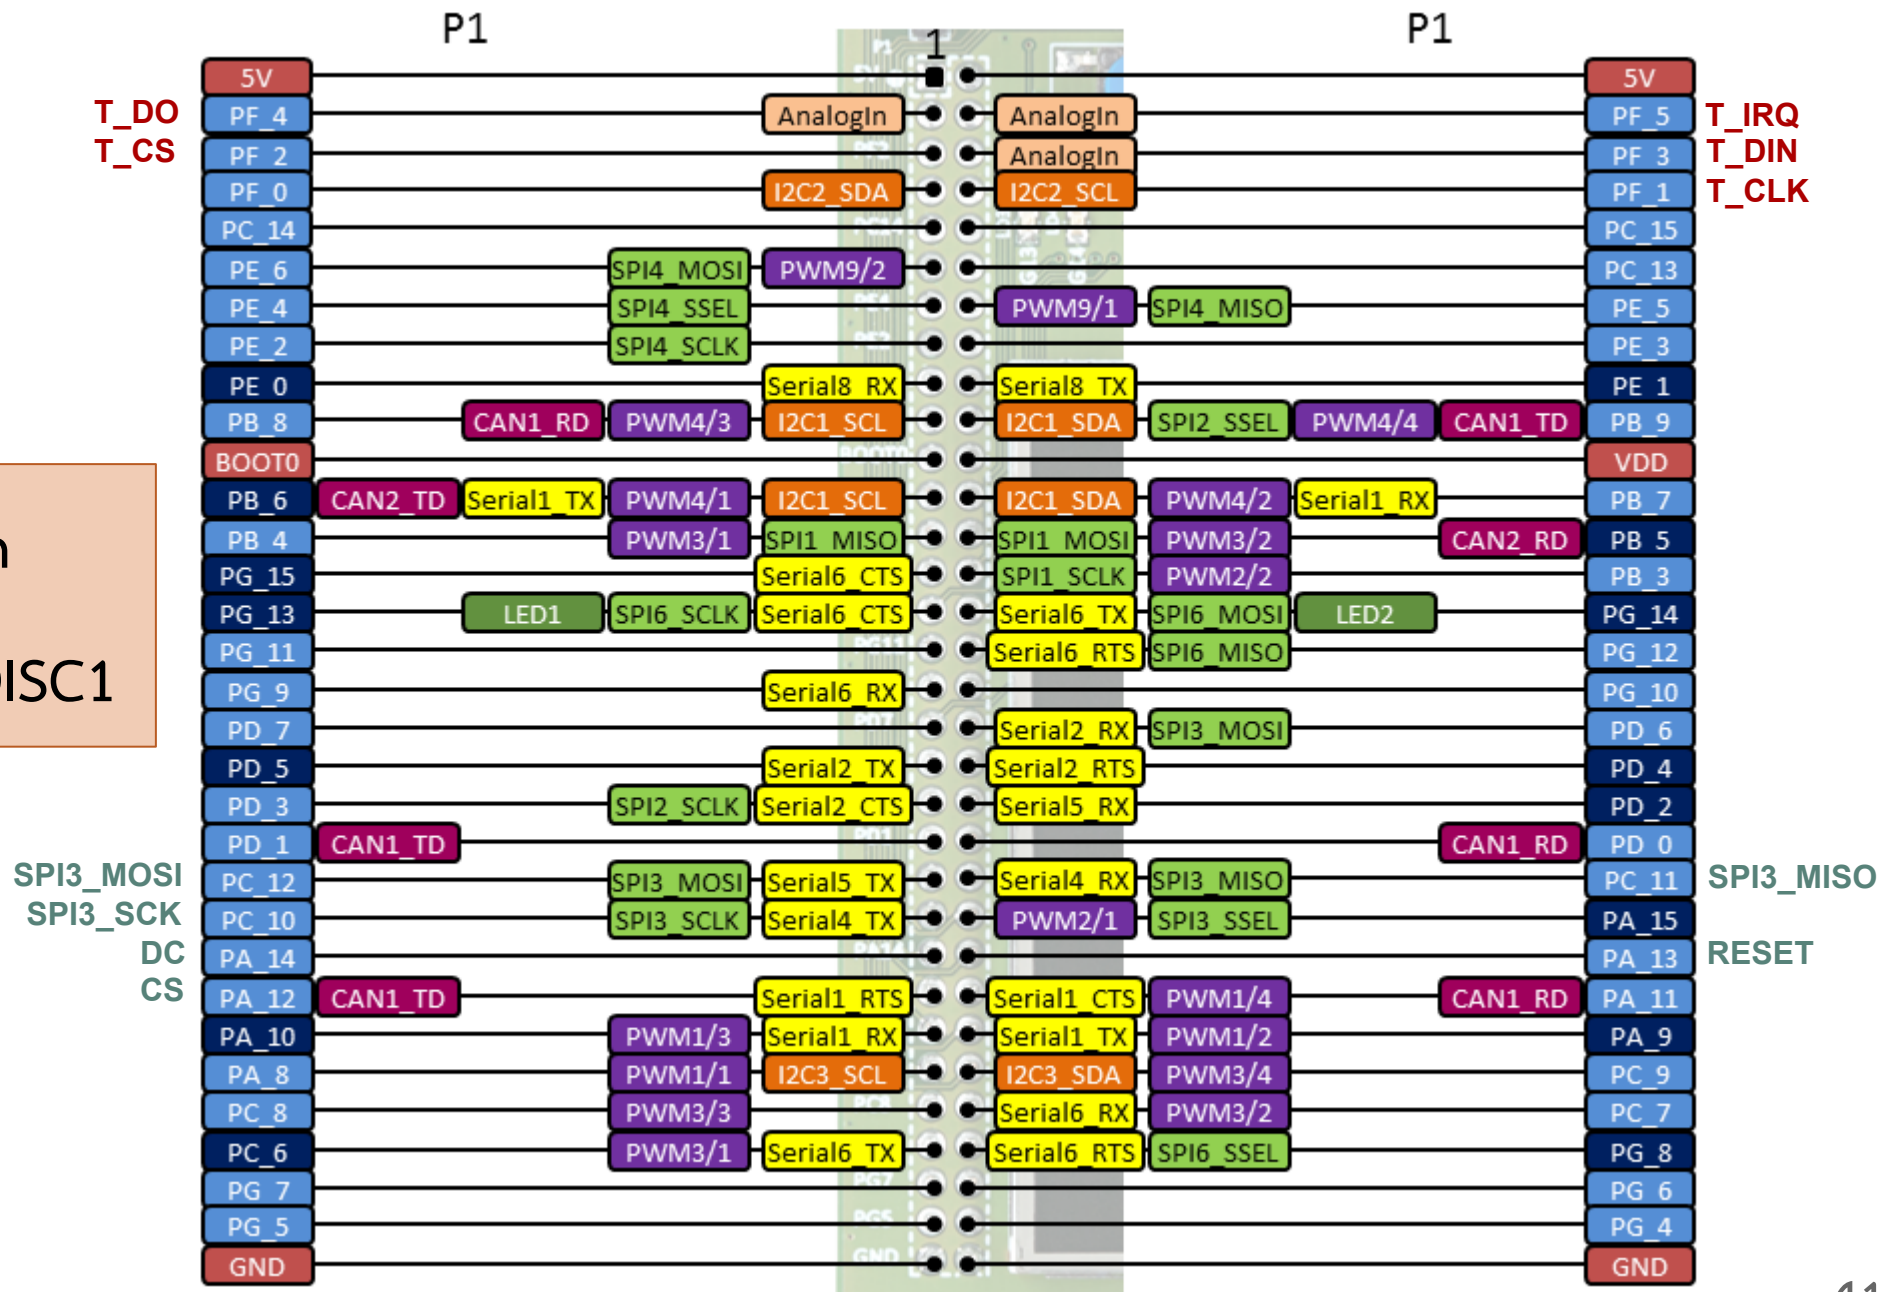 P1 P1
1
5V 5V
T_DO PF_4 AnalogIn AnalogIn PF_5 T_IRQ
T_CS PF_2 AnalogIn PF_3 T_DIN
PF_0 I2C2_SDA I2C2_SCL PF_1 T_CLK
PC_14 PC_15
PE_6 SPI4_MOSI PWM9/2 PC_13
PE_4 SPI4_SSEL PWM9/1 SPI4_MISO PE_5
PE_2 SPI4_SCLK PE_3
PE_0 Serial8_RX Serial8_TX PE_1
PB_8 CAN1_RD PWM4/3 I2C1_SCL I2C1_SDA SPI2_SSEL PWM4/4 CAN1_TD PB_9
BOOT0 VDD
PB_6 CAN2_TD Serial1_TX PWM4/1 I2C1_SCL I2C1_SDA PWM4/2 Serial1_RX PB_7
n PB_4 PWM3/1 SPI1_MISO SPI1_MOSI PWM3/2 CAN2_RD PB_5
PG_15 Serial6_CTS SPI1_SCLK PWM2/2 PB_3
PG_13 LED1 SPI6_SCLK Serial6_CTS Serial6_TX SPI6_MOSI LED2 PG_14
PG_11 Serial6_RTS SPI6_MISO PG_12
DISC1 PG_9 Serial6_RX PG_10
PD_7 Serial2_RX SPI3_MOSI PD_6
PD_5 Serial2_TX Serial2_RTS PD_4
PD_3 SPI2_SCLK Serial2_CTS Serial5_RX PD_2
PD_1 CAN1_TD CAN1_RD PD_0
SPI3_MOSI PC_12 SPI3_MOSI Serial5_TX Serial4_RX SPI3_MISO PC_11 SPI3_MISO
SPI3_SCK PC_10 SPI3_SCLK Serial4_TX PWM2/1 SPI3_SSEL PA_15
DC PA_14 PA_13 RESET
CS PA_12 CAN1_TD Serial1_RTS Serial1_CTS PWM1/4 CAN1_RD PA_11
PA_10 PWM1/3 Serial1_RX Serial1_TX PWM1/2 PA_9
PA_8 PWM1/1 I2C3_SCL I2C3_SDA PWM3/4 PC_9
PC_8 PWM3/3 Serial6_RX PWM3/2 PC_7
PC_6 PWM3/1 Serial6_TX Serial6_RTS SPI6_SSEL PG_8
PG_7 PG_6
PG_5 PG_4
GND GND